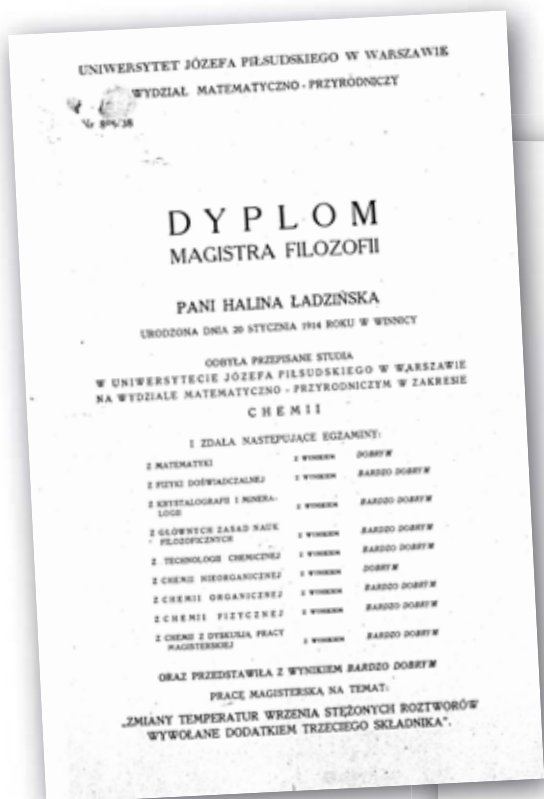 UNIWERSYTET JÓZEFA PIŁSUDSKIEGO W WARSZAWIE
WYDZIAŁ MATEMATYCZNO-PRZYRODNICZY
Nr 805/38
DYPLOM
MAGISTRA FILOZOFII
PANI HALINA ŁADZIŃSKA
URODZONA DNIA 20 STYCZNIA 1914 ROKU W WINNICY
ODBYŁA PRZEPISANE STUDIA
W UNIWERSYTECIE JÓZEFA PIŁSUDSKIEGO W WARSZAWIE
NA WYDZIALE MATEMATYCZNO-PRZYRODNICZYM W ZAKRESIE
CHEMII
I ZDAŁA NASTĘPUJĄCE EGZAMINY:
Z MATEMATYKI Z WYNIKIEM DOBRYM
Z FIZYKI DOŚWIADCZALNEJ Z WYNIKIEM BARDZO DOBRYM
Z KRYSTALOGRAFII I MINERA-
LOGII Z WYNIKIEM BARDZO DOBRYM
Z GŁÓWNYCH ZASAD NAUK
FILOZOFICZNYCH Z WYNIKIEM BARDZO DOBRYM
Z TECHNOLOGII CHEMICZNEJ Z WYNIKIEM BARDZO DOBRYM
Z CHEMII NIEORGANICZNEJ Z WYNIKIEM DOBRYM
Z CHEMII ORGANICZNEJ Z WYNIKIEM BARDZO DOBRYM
Z CHEMII FIZYCZNEJ Z WYNIKIEM BARDZO DOBRYM
Z CHEMII Z DYSKUSJĄ PRACY
MAGISTERSKIEJ Z WYNIKIEM BARDZO DOBRYM
ORAZ PRZEDSTAWIŁA Z WYNIKIEM BARDZO DOBRYM
PRACĘ MAGISTERSKĄ NA TEMAT:
„ZMIANY TEMPERATUR WRZENIA STĘŻONYCH ROZTWORÓW
WYWOŁANE DODATKIEM TRZECIEGO SKŁADNIKA".